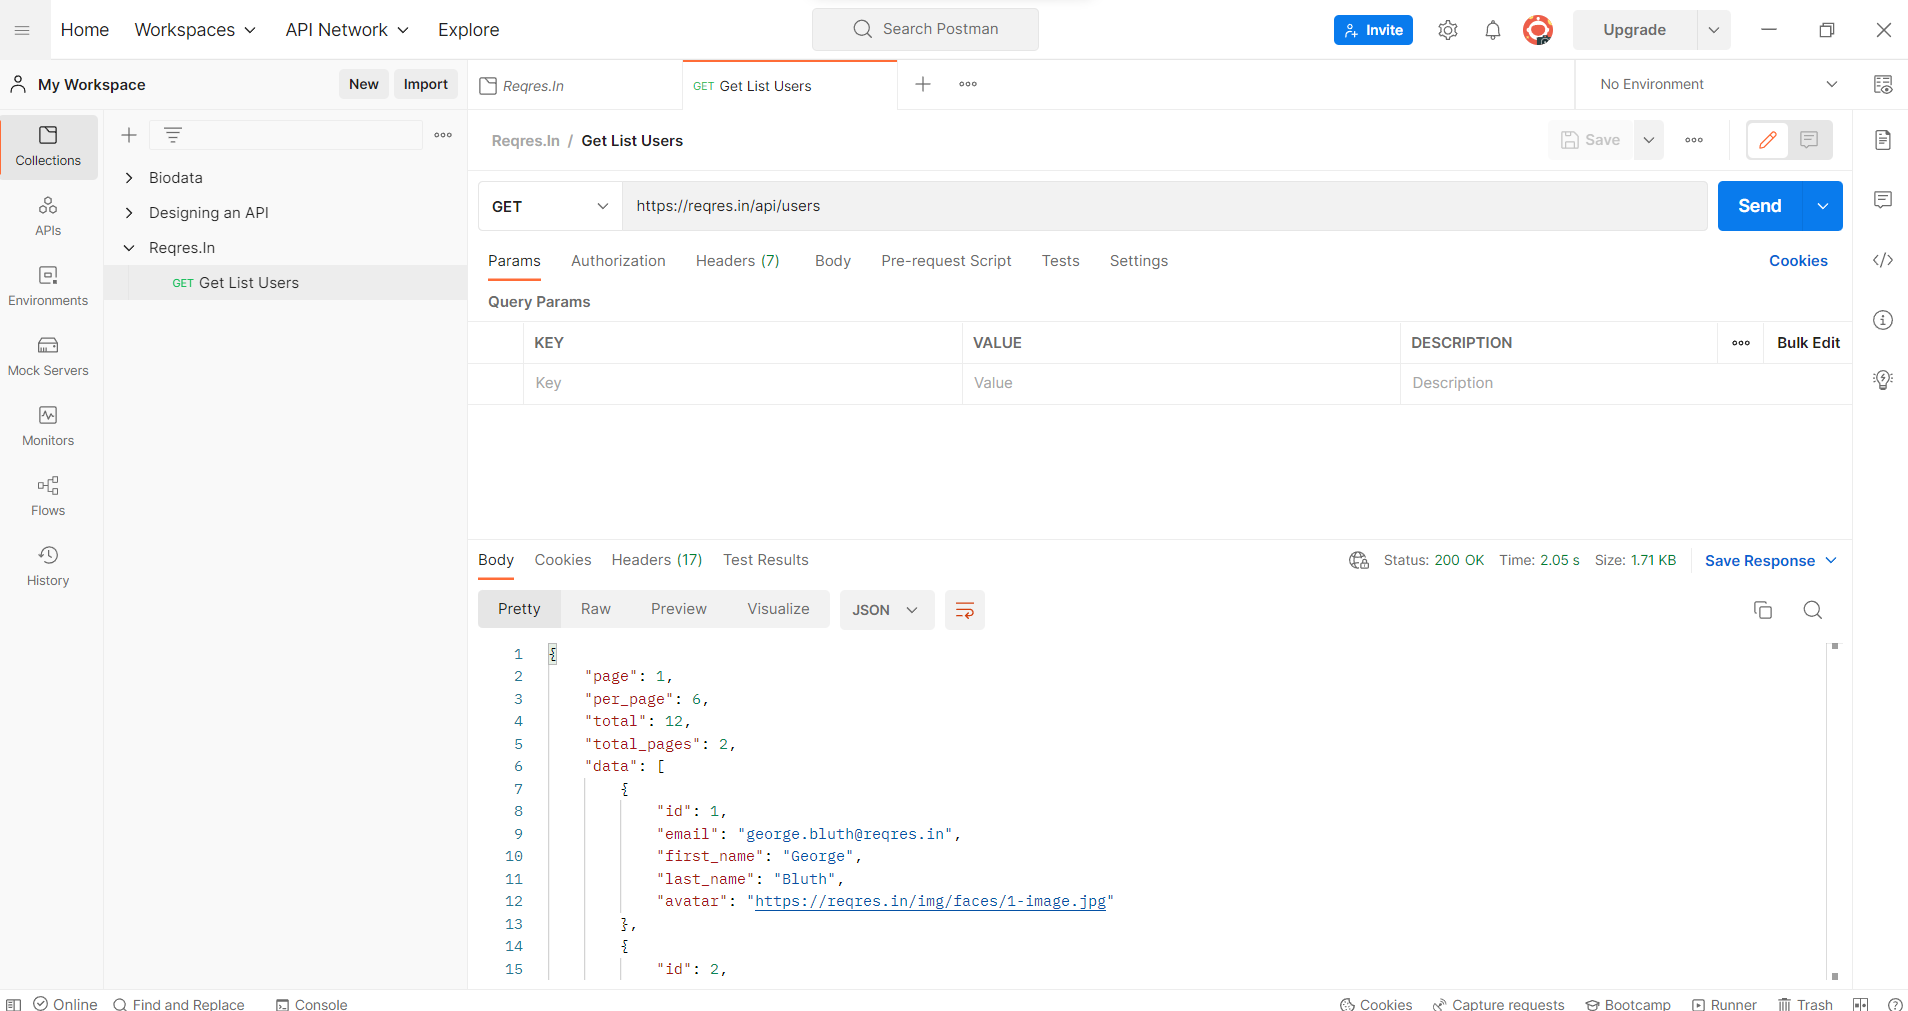 Home Workspaces API Network Explore Search Postman Invite Upgrade
My Workspace New Import Reqres.In GET Get List Users No Environment
Collections
APIs
Environments
Mock Servers
Monitors
Flows
History
Biodata
Designing an API
Reqres.In
GET Get List Users
Reqres.In / Get List Users Save
GET https://reqres.in/api/users Send
Params Authorization Headers (7) Body Pre-request Script Tests Settings Cookies
Query Params
KEY VALUE DESCRIPTION Bulk Edit
Key Value Description
Body Cookies Headers (17) Test Results Status: 200 OK Time: 2.05 s Size: 1.71 KB Save Response
Pretty Raw Preview Visualize JSON
1 {
2 "page": 1,
3 "per_page": 6,
4 "total": 12,
5 "total_pages": 2,
6 "data": [
7 {
8 "id": 1,
9 "email": "george.bluth@reqres.in",
10 "first_name": "George",
11 "last_name": "Bluth",
12 "avatar": "https://reqres.in/img/faces/1-image.jpg"
13 },
14 {
15 "id": 2,
Online Find and Replace Console Cookies Capture requests Bootcamp Runner Trash